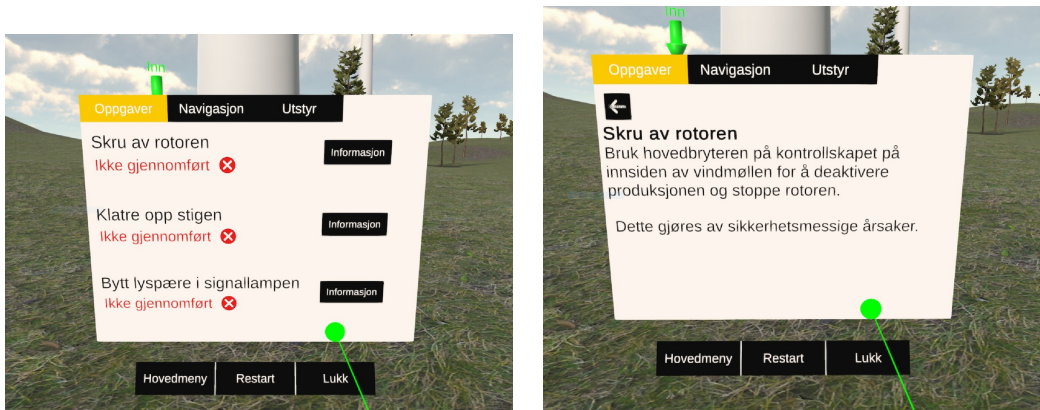 Inn
Oppgaver Navigasjon Utstyr
Skru av rotoren
Ikke gjennomført
Informasjon
Klatre opp stigen
Ikke gjennomført
Informasjon
Bytt lyspære i signallampen
Ikke gjennomført
Informasjon
Hovedmeny Restart Lukk
Inn
Oppgaver Navigasjon Utstyr
Skru av rotoren
Bruk hovedbryteren på kontrollskapet på
innsiden av vindmøllen for å deaktivere
produksjonen og stoppe rotoren.
Dette gjøres av sikkerhetsmessige årsaker.
Hovedmeny Restart Lukk